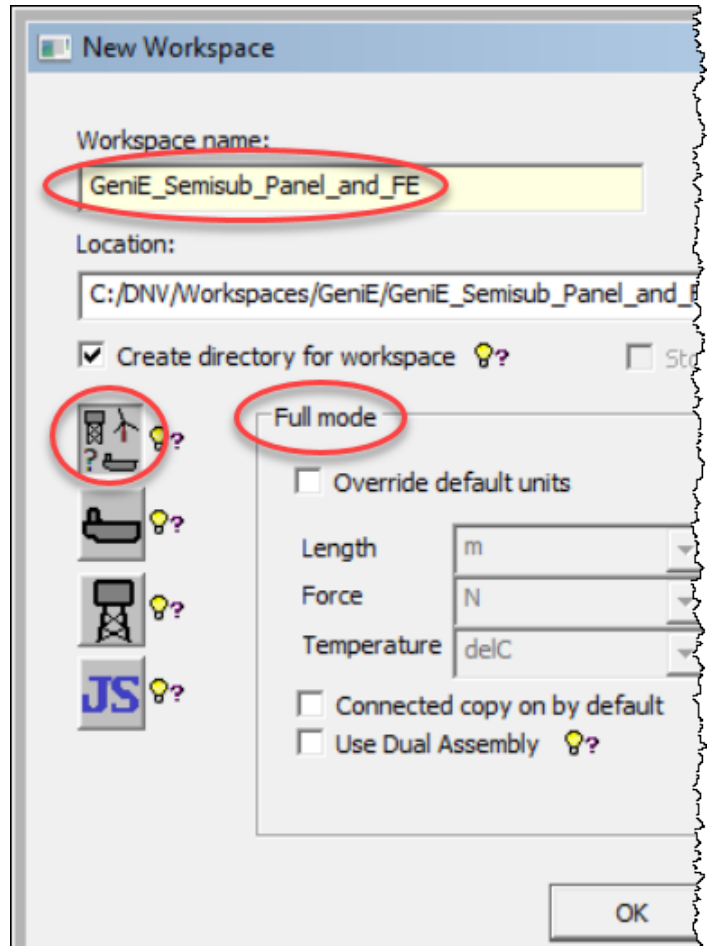 New Workspace
Workspace name:
GeniE_Semisub_Panel_and_FE
Location:
C:/DNV/Workspaces/GeniE/GeniE_Semisub_Panel_and_F
Create directory for workspace ?
? ?
Full mode
Override default units
?
Length m
Force N
?
Temperature delC
JS ?
Connected copy on by default
Use Dual Assembly ?
OK